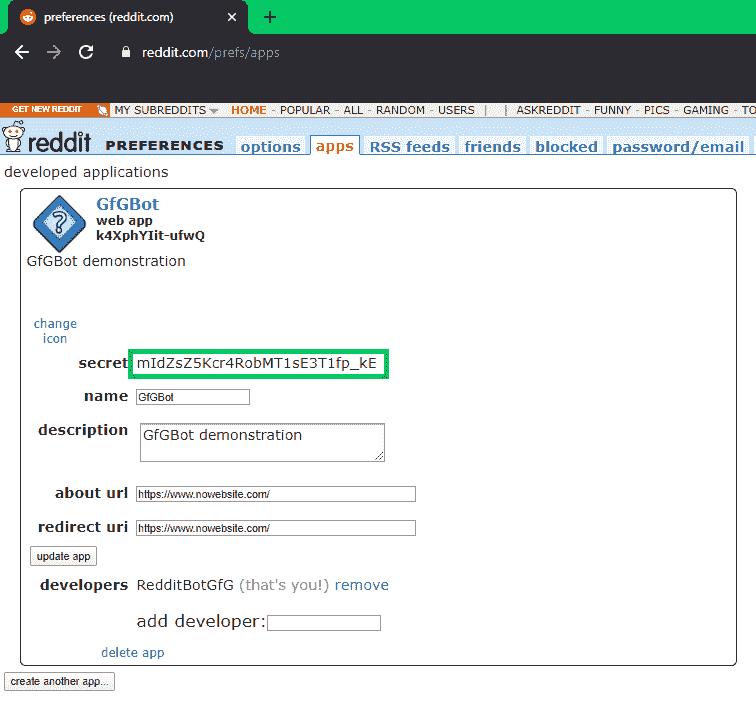 preferences (reddit.com)
reddit.com/prefs/apps
GET NEW REDDIT MY SUBREDDITS HOME - POPULAR - ALL - RANDOM - USERS | | ASKREDDIT - FUNNY - PICS - GAMING - TO
reddit PREFERENCES options apps RSS feeds friends blocked password/email
developed applications
GfGBot
web app
k4XphYIit-ufwQ
GfGBot demonstration
change
icon
secret mIdZsZ5Kcr4RobMT1sE3T1fp_kE
name GfGBot
description GfGBot demonstration
about url https://www.nowebsite.com/
redirect uri https://www.nowebsite.com/
update app
developers RedditBotGfG (that's you!) remove
add developer:
delete app
create another app...